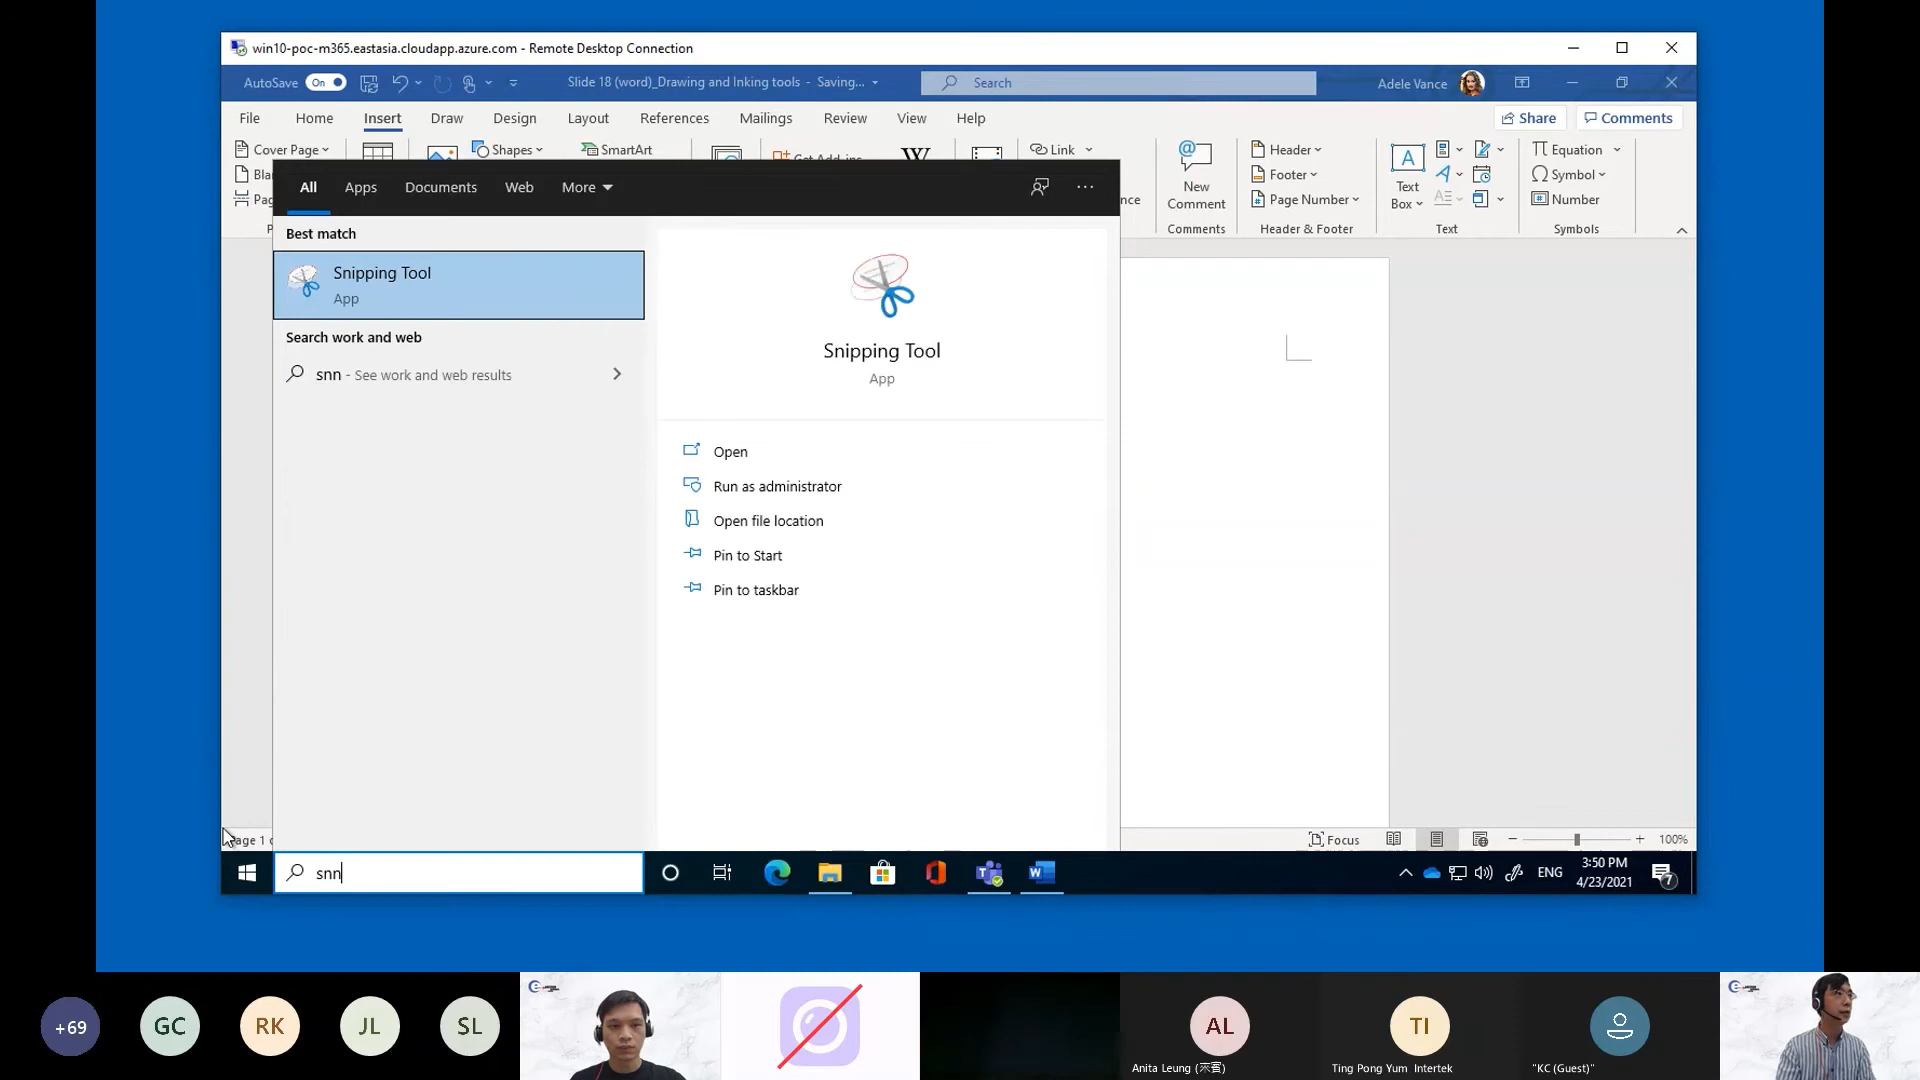 win10-poc-m365.eastasia.cloudapp.azure.com - Remote Desktop Connection
AutoSave On Slide 18 (word)_Drawing and Inking tools - Saving... Search Adele Vance
File Home Insert Draw Design Layout References Mailings Review View Help Share Comments
Cover Page Shapes SmartArt Link Header Equation
Footer Symbol
Page Number Number
New Comment
Text Box
Comments Header & Footer Text Symbols
All Apps Documents Web More
Best match
Snipping Tool
App
Search work and web
snn - See work and web results
Snipping Tool
App
Open
Run as administrator
Open file location
Pin to Start
Pin to taskbar
age 1 Focus 100%
snn
ENG
3:50 PM
4/23/2021
7
+69 GC RK JL SL AL TI
Ting Pong Yum Intertek
"KC (Guest)"